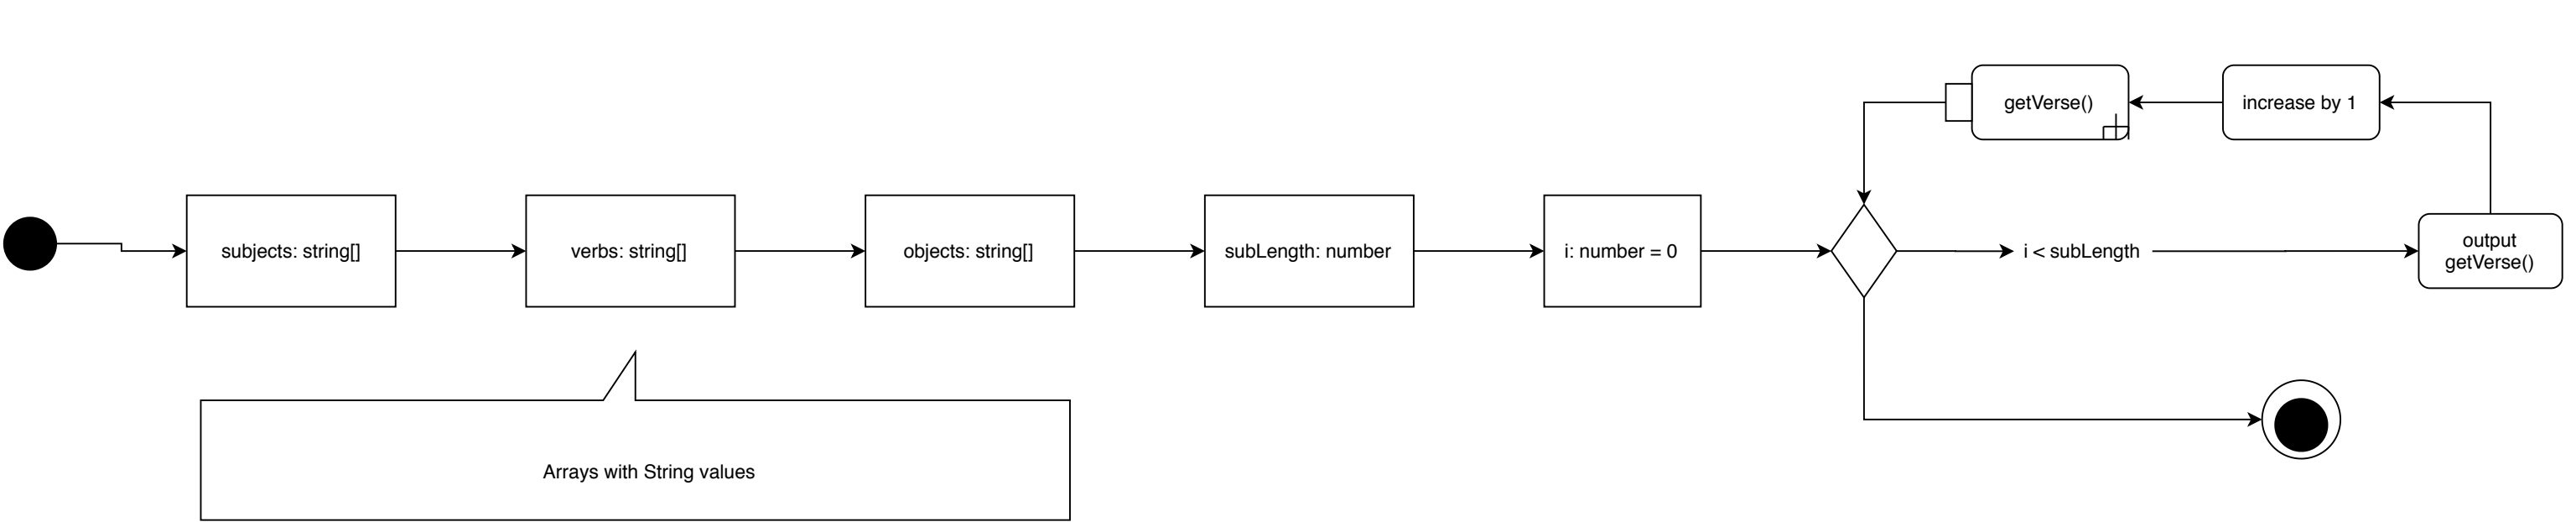 getVerse()
increase by 1
subjects: string[]
verbs: string[]
objects: string[]
subLength: number
i: number = 0
i < subLength
output
getVerse()
Arrays with String values